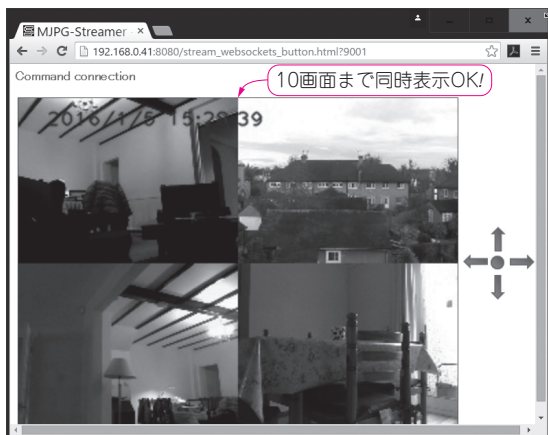 MJPG-Streamer
192.168.0.41:8080/stream_websockets_button.html?9001
Command connection
10画面まで同時表示OK!
2016/1/5 15:29:39